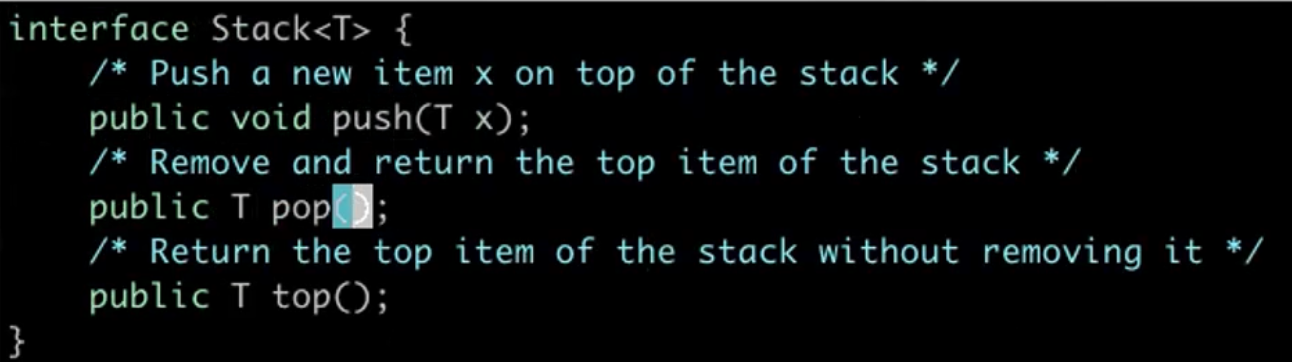 interface Stack<T> {
    /* Push a new item x on top of the stack */
    public void push(T x);
    /* Remove and return the top item of the stack */
    public T pop();
    /* Return the top item of the stack without removing it */
    public T top();
}